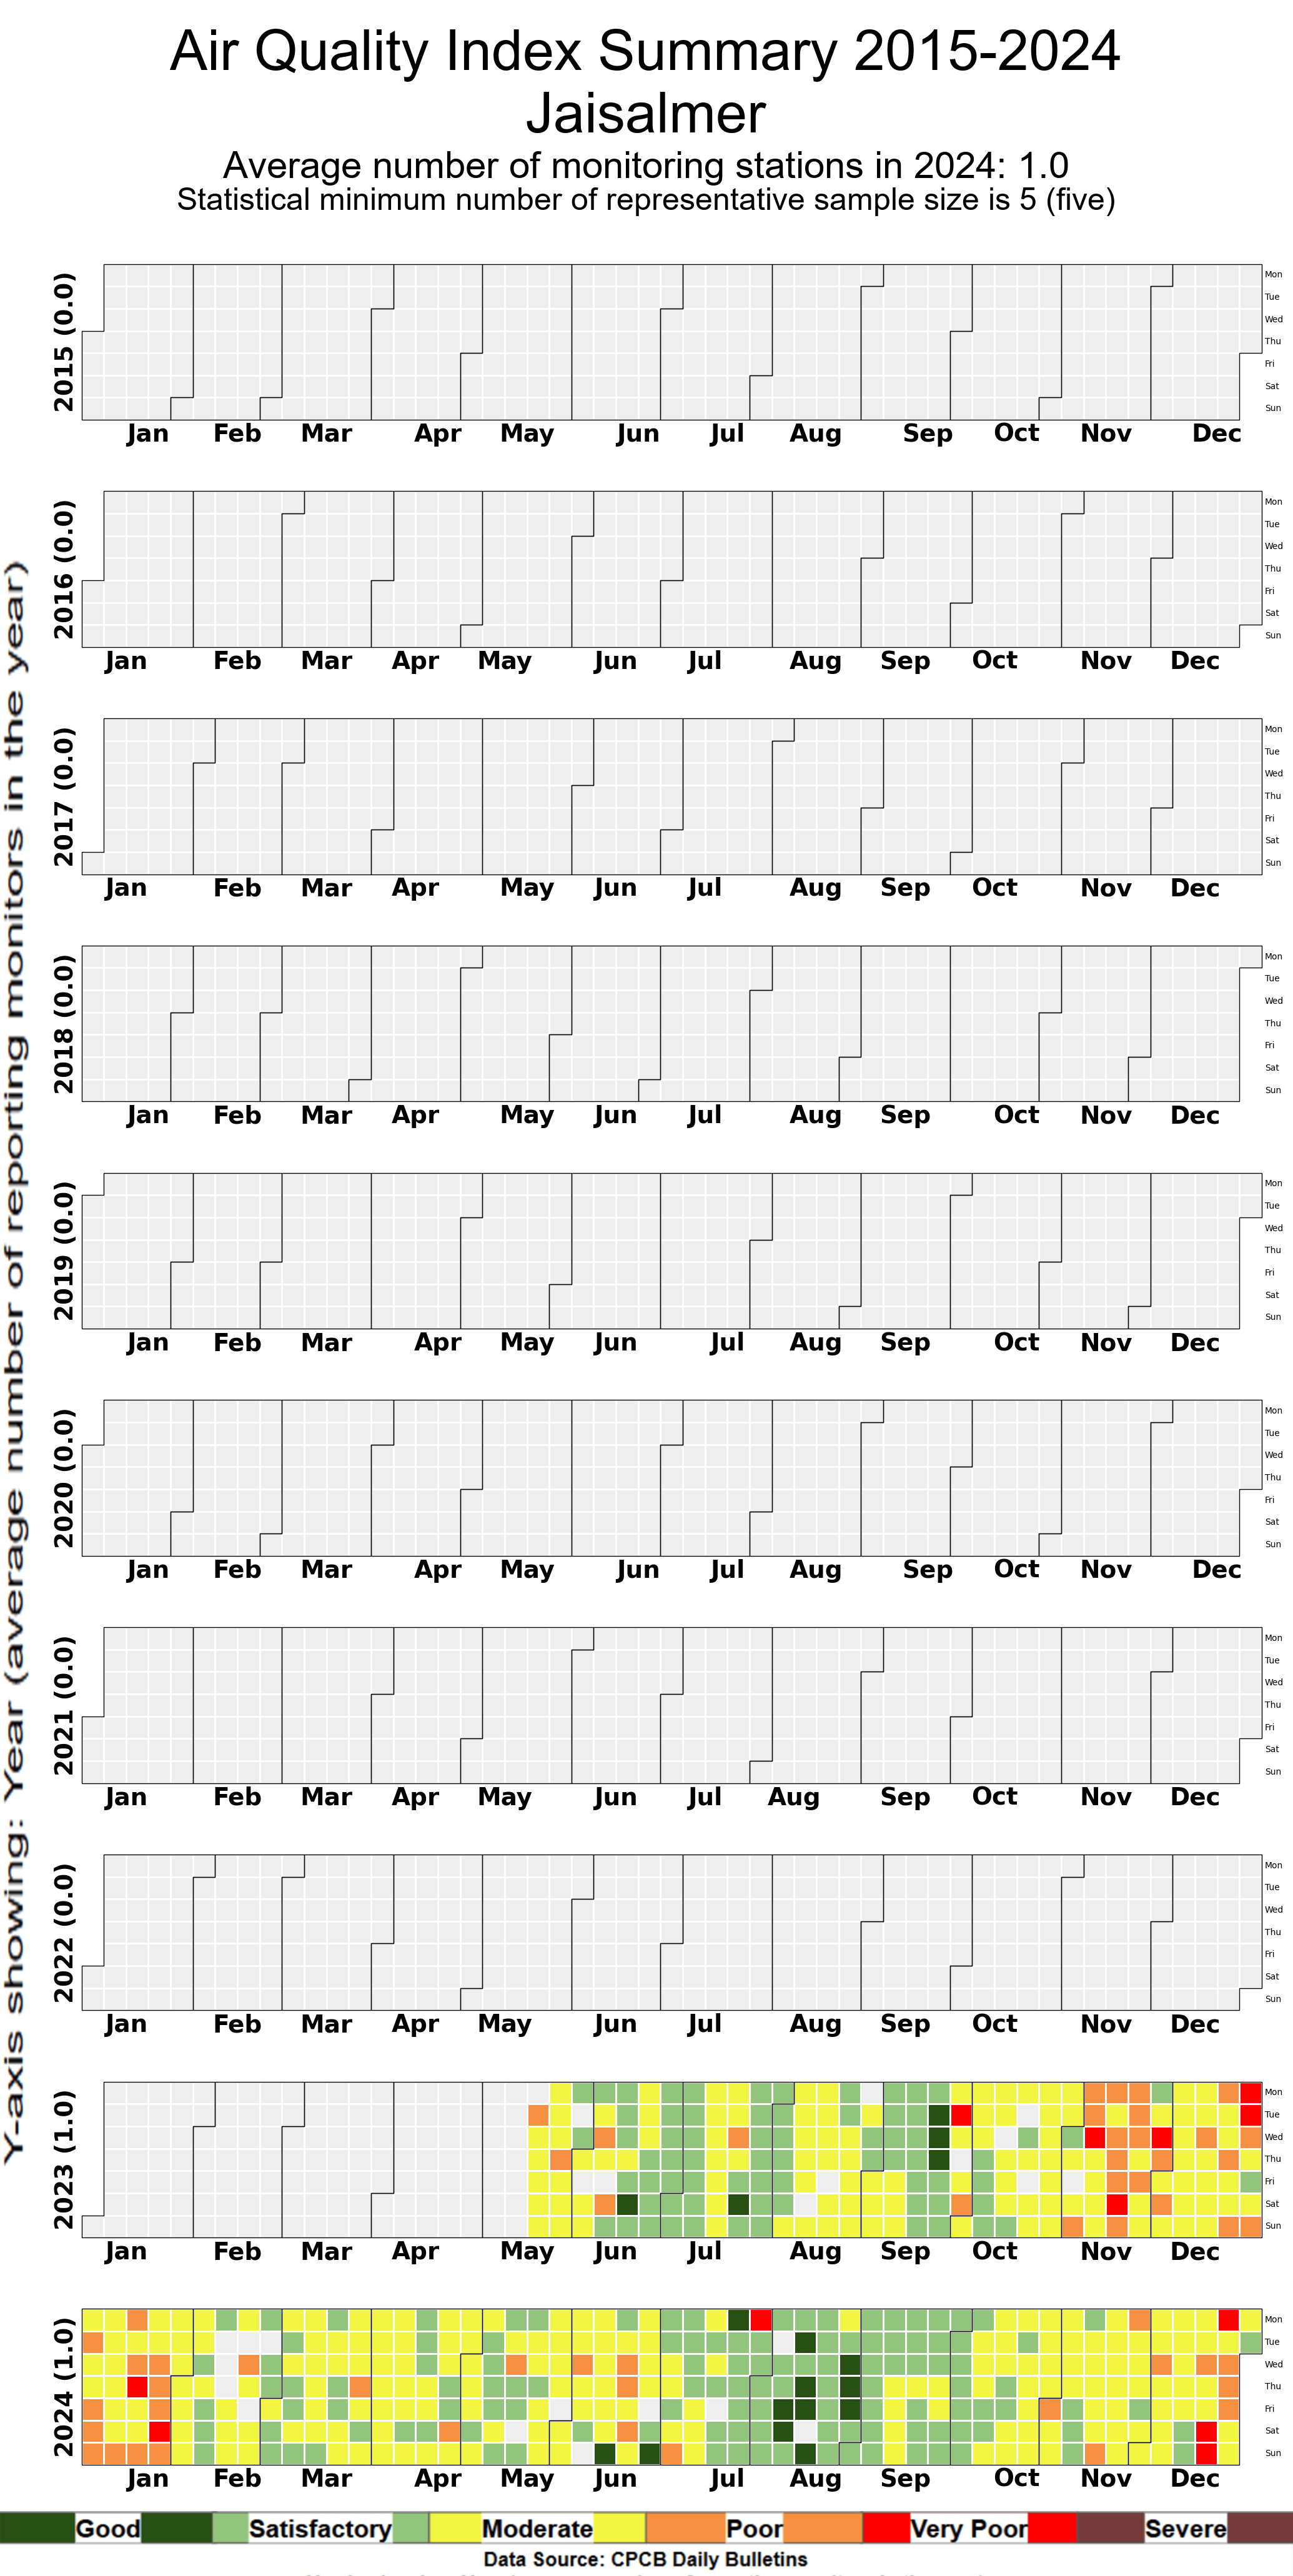 Air Quality Index Summary 2015-2024
Jaisalmer
Average number of monitoring stations in 2024: 1.0
Statistical minimum number of representative sample size is 5 (five)
Y-axis showing: Year (average number of reporting monitors in the year)
2015 (0.0)
Mon
Tue
Wed
Thu
Fri
Sat
Sun
Jan Feb Mar Apr May Jun Jul Aug Sep Oct Nov Dec
2016 (0.0)
Mon
Tue
Wed
Thu
Fri
Sat
Sun
Jan Feb Mar Apr May Jun Jul Aug Sep Oct Nov Dec
2017 (0.0)
Mon
Tue
Wed
Thu
Fri
Sat
Sun
Jan Feb Mar Apr May Jun Jul Aug Sep Oct Nov Dec
2018 (0.0)
Mon
Tue
Wed
Thu
Fri
Sat
Sun
Jan Feb Mar Apr May Jun Jul Aug Sep Oct Nov Dec
2019 (0.0)
Mon
Tue
Wed
Thu
Fri
Sat
Sun
Jan Feb Mar Apr May Jun Jul Aug Sep Oct Nov Dec
2020 (0.0)
Mon
Tue
Wed
Thu
Fri
Sat
Sun
Jan Feb Mar Apr May Jun Jul Aug Sep Oct Nov Dec
2021 (0.0)
Mon
Tue
Wed
Thu
Fri
Sat
Sun
Jan Feb Mar Apr May Jun Jul Aug Sep Oct Nov Dec
2022 (0.0)
Mon
Tue
Wed
Thu
Fri
Sat
Sun
Jan Feb Mar Apr May Jun Jul Aug Sep Oct Nov Dec
2023 (1.0)
Mon
Tue
Wed
Thu
Fri
Sat
Sun
Jan Feb Mar Apr May Jun Jul Aug Sep Oct Nov Dec
2024 (1.0)
Mon
Tue
Wed
Thu
Fri
Sat
Sun
Jan Feb Mar Apr May Jun Jul Aug Sep Oct Nov Dec
Good Satisfactory Moderate Poor Very Poor Severe
Data Source: CPCB Daily Bulletins